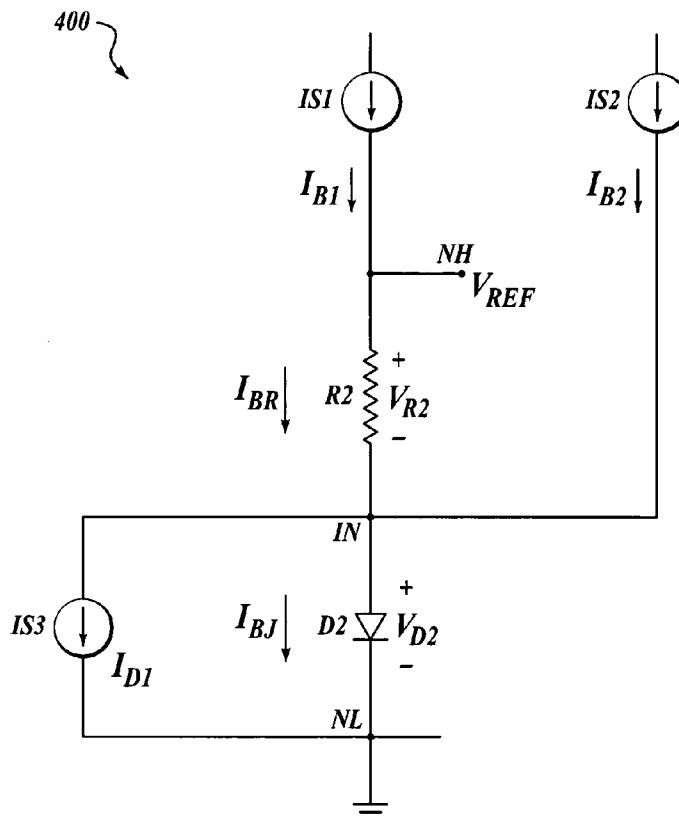 400
IS1
IS2
I_B1
I_B2
NH
V_REF
I_BR
R2
+
V_R2
–
IN
IS3
I_D1
I_BJ
D2
+
V_D2
–
NL